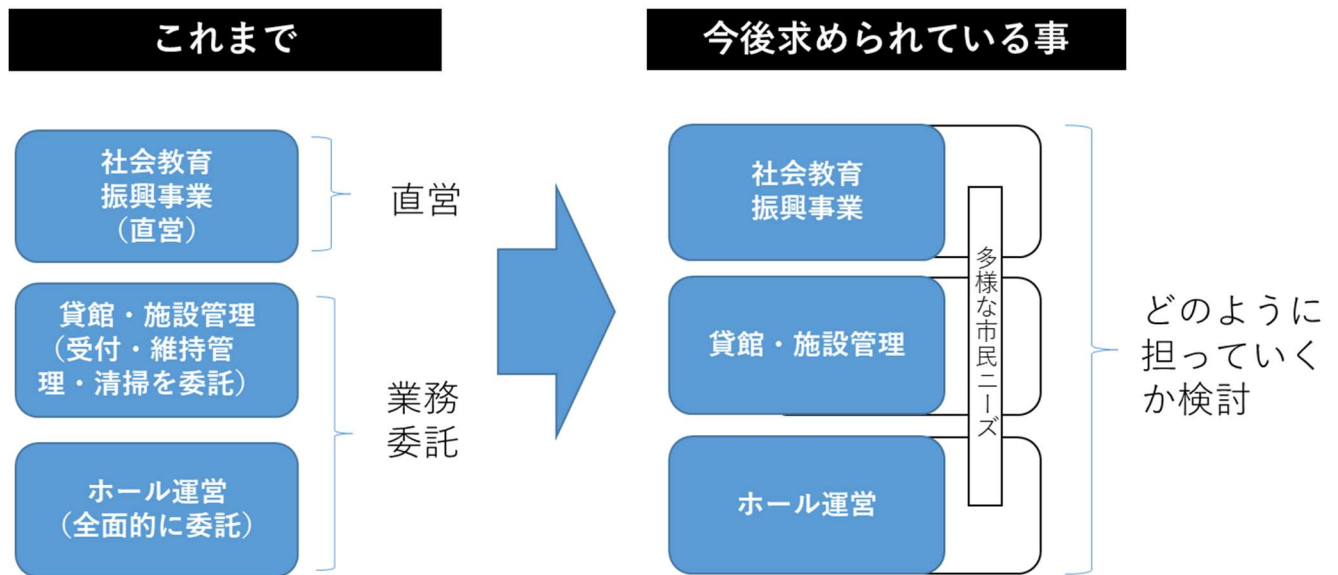 これまで
社会教育
振興事業
（直営）
直営
貸館・施設管理
（受付・維持管
理・清掃を委託）
ホール運営
（全面的に委託）
業務
委託
今後求められている事
社会教育
振興事業
貸館・施設管理
ホール運営
多様な市民ニーズ
どのように
担っていく
か検討